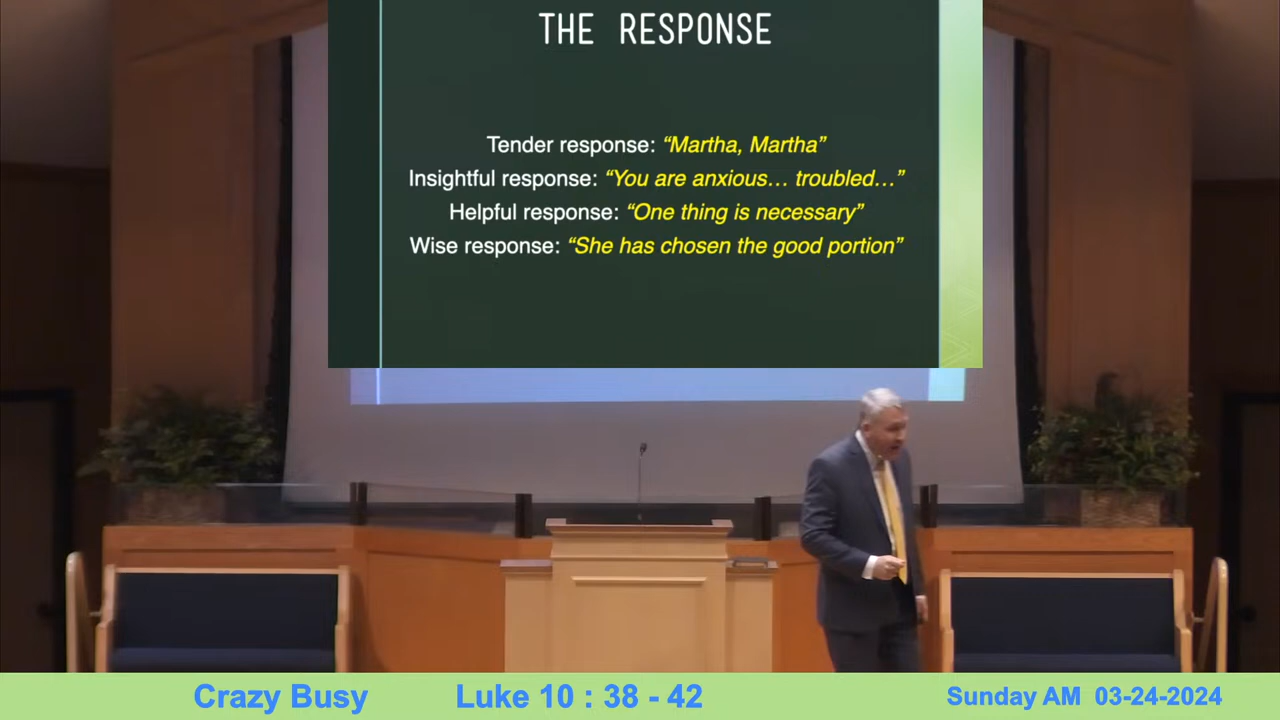 THE RESPONSE
Tender response: “Martha, Martha”
Insightful response: “You are anxious… troubled…”
Helpful response: “One thing is necessary”
Wise response: “She has chosen the good portion”
Crazy Busy Luke 10 : 38 - 42 Sunday AM 03-24-2024